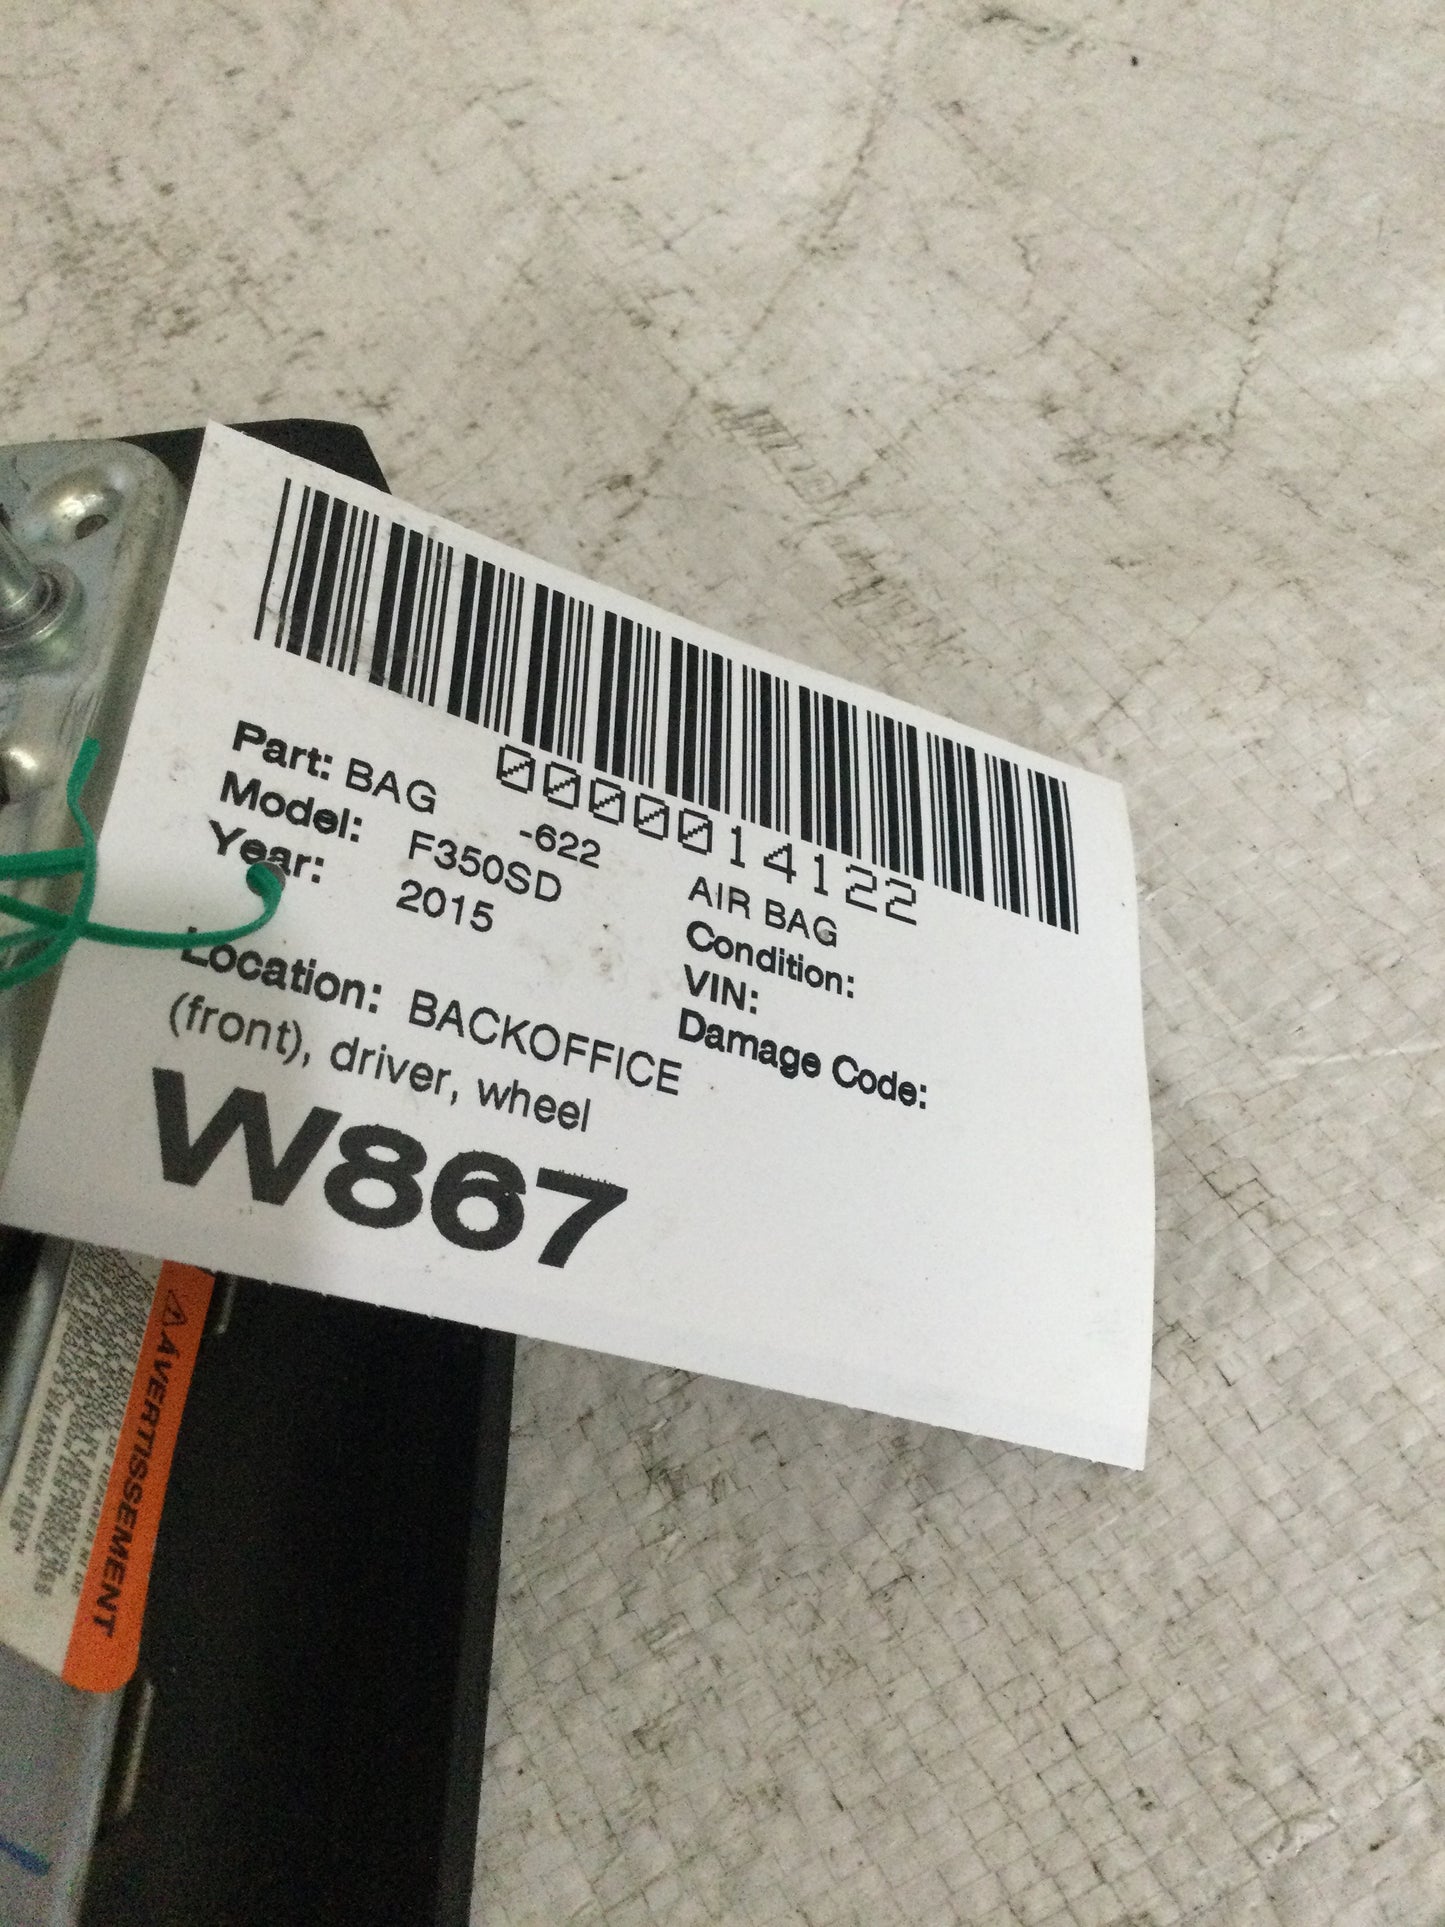 0000014122
Part: BAG -622 AIR BAG
Model: F350SD Condition:
Year: 2015 VIN:
Damage Code:
Location: BACKOFFICE
(front), driver, wheel
W867
AVERTISSEMENT